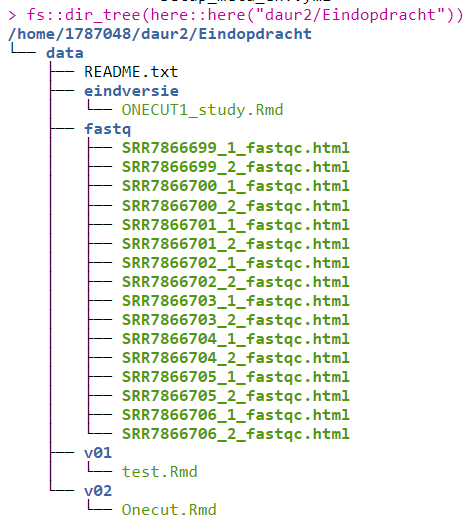 > fs::dir_tree(here::here("daur2/Eindopdracht"))
/home/1787048/daur2/Eindopdracht
└── data
    ├── README.txt
    ├── eindversie
    │   └── ONECUT1_study.Rmd
    ├── fastq
    │   ├── SRR7866699_1_fastqc.html
    │   ├── SRR7866699_2_fastqc.html
    │   ├── SRR7866700_1_fastqc.html
    │   ├── SRR7866700_2_fastqc.html
    │   ├── SRR7866701_1_fastqc.html
    │   ├── SRR7866701_2_fastqc.html
    │   ├── SRR7866702_1_fastqc.html
    │   ├── SRR7866702_2_fastqc.html
    │   ├── SRR7866703_1_fastqc.html
    │   ├── SRR7866703_2_fastqc.html
    │   ├── SRR7866704_1_fastqc.html
    │   ├── SRR7866704_2_fastqc.html
    │   ├── SRR7866705_1_fastqc.html
    │   ├── SRR7866705_2_fastqc.html
    │   ├── SRR7866706_1_fastqc.html
    │   └── SRR7866706_2_fastqc.html
    ├── v01
    │   └── test.Rmd
    └── v02
        └── Onecut.Rmd